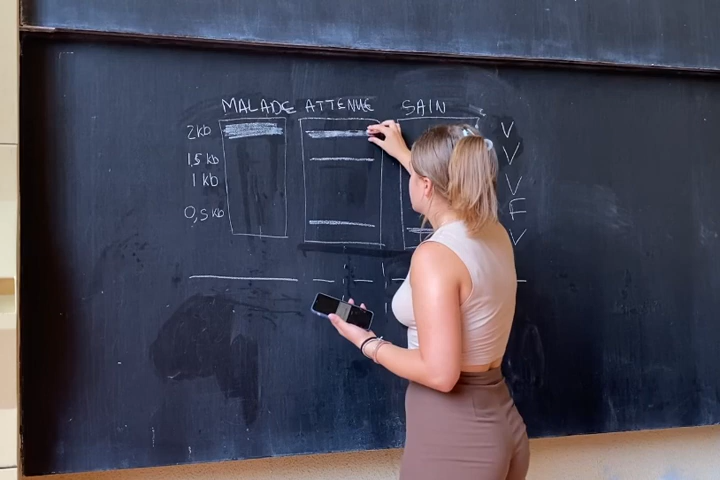 MALADE ATTENUE SAIN
2kb
1,5 kb
1 kb
0,5 kb
V
V
V
F
V